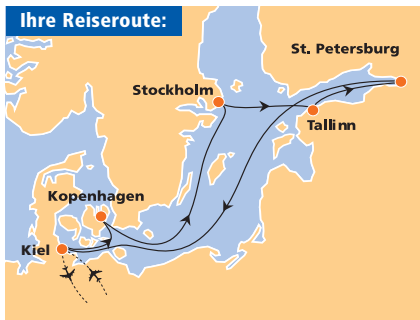 Ihre Reiseroute:
St. Petersburg
Stockholm
Tallinn
Kopenhagen
Kiel